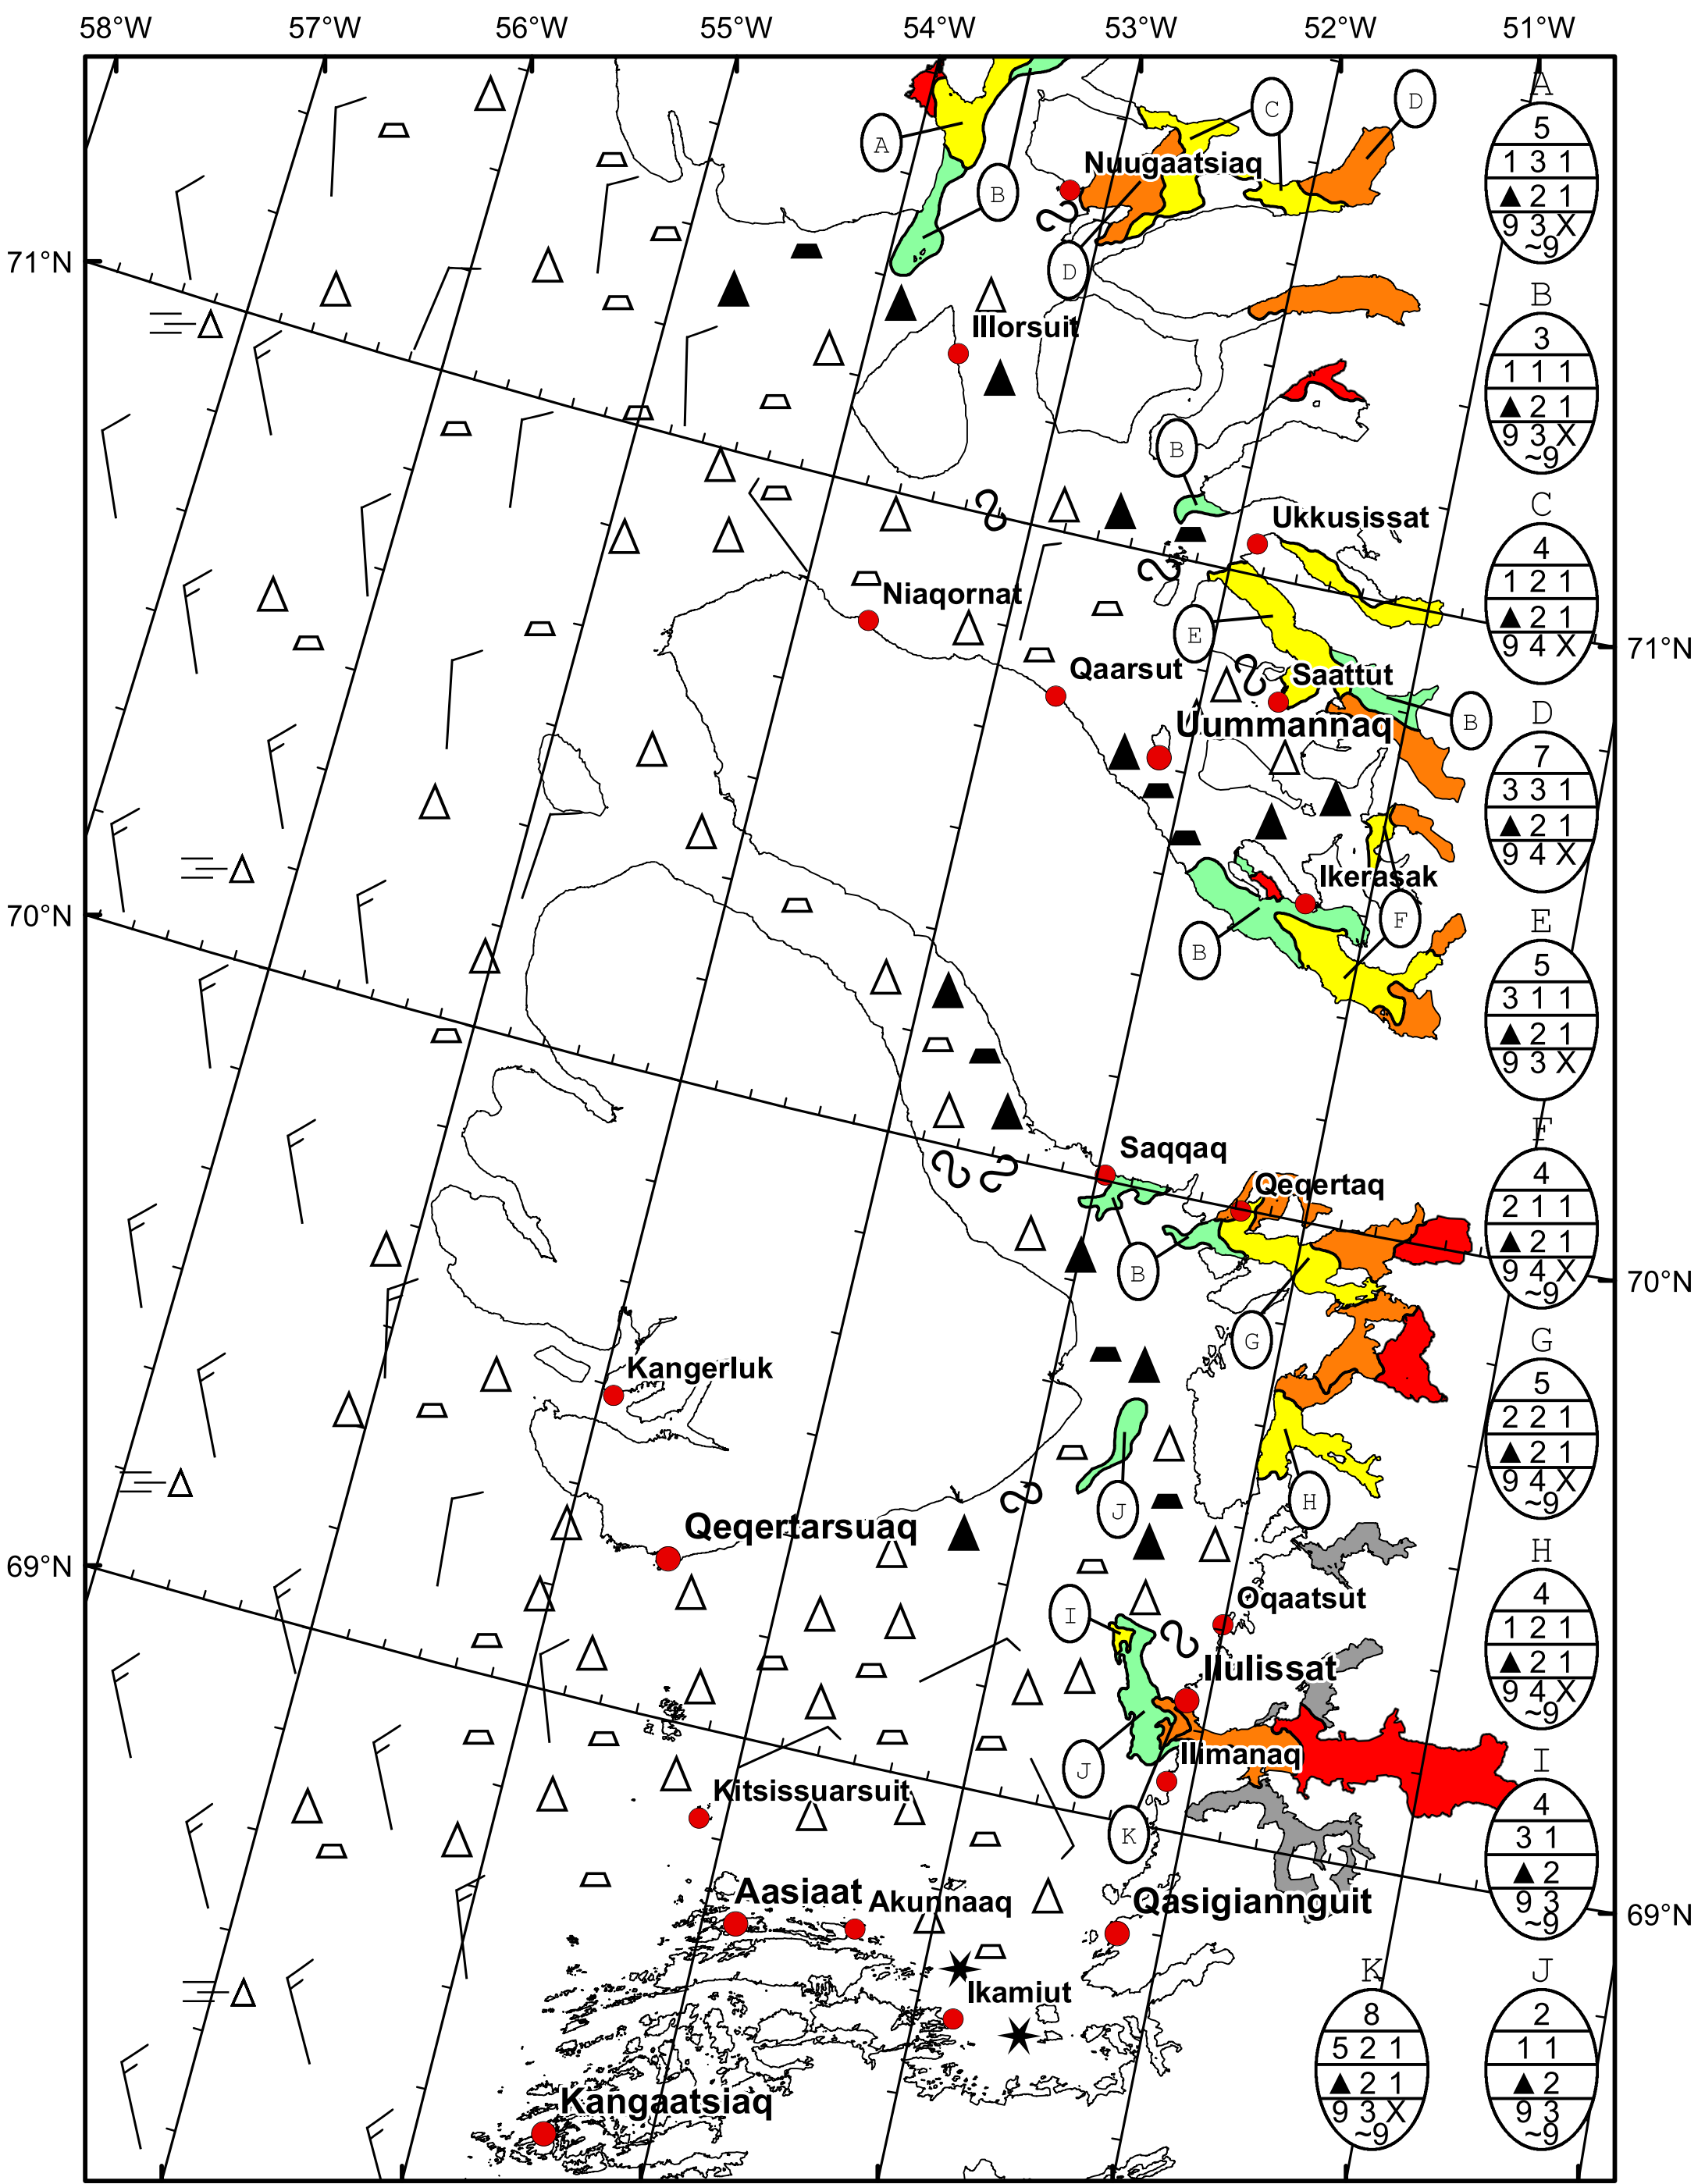 58°W 57°W 56°W 55°W 54°W 53°W 52°W 51°W
A
5
1 3 1
▲ 2 1
9 3 X
~9
D
C
A
Nuugaatsiaq
B
D
71°N
B
3
1 1 1
▲ 2 1
9 3 X
~9
Illorsuit
B
C
4
1 2 1
▲ 2 1
9 4 X
Ukkusissat
Niaqornat
E
71°N
Qaarsut
Saattut
B
Uummannaq
D
7
3 3 1
▲ 2 1
9 4 X
Ikerasak
70°N
F
B
E
5
3 1 1
▲ 2 1
9 3 X
Saqqaq
Qeqertaq
F
4
2 1 1
▲ 2 1
9 4 X
~9
B
70°N
G
Kangerluk
G
5
2 2 1
▲ 2 1
9 4 X
~9
J
H
Qeqertarsuaq
69°N
H
4
1 2 1
▲ 2 1
9 4 X
~9
I
Oqaatsut
Ilulissat
Ilimanaq
J
Kitsissuarsuit
K
I
4
3 1
▲ 2
9 3
~9
Aasiaat
Akunnaaq
Qasigiannguit
69°N
Ikamiut
K
8
5 2 1
▲ 2 1
9 3 X
~9
J
2
1 1
▲ 2
9 3
~9
Kangaatsiaq